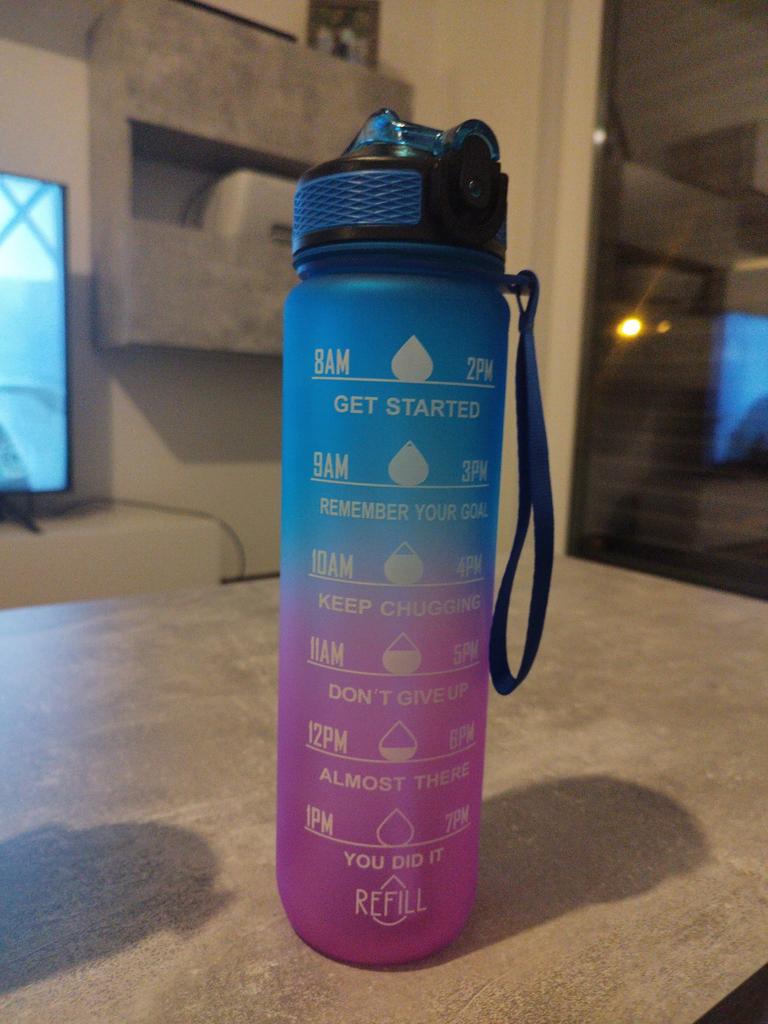 8AM 2PM
GET STARTED
9AM 3PM
REMEMBER YOUR GOAL
10AM 4PM
KEEP CHUGGING
11AM 5PM
DON'T GIVE UP
12PM 6PM
ALMOST THERE
1PM 7PM
YOU DID IT
REFILL